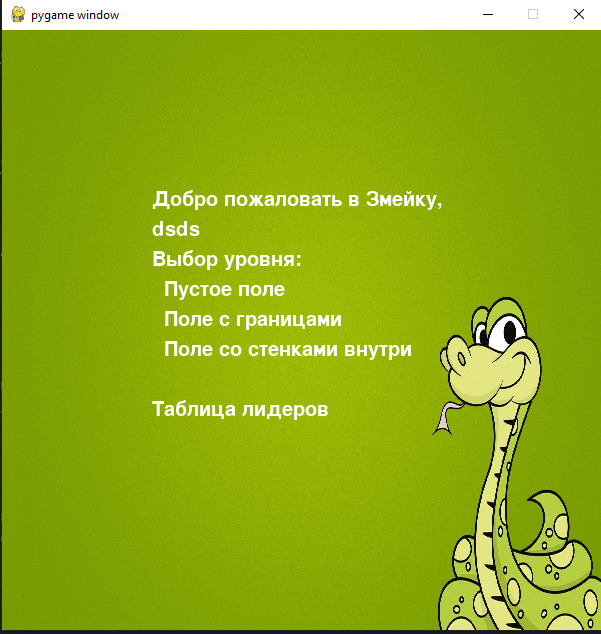 pygame window
Добро пожаловать в Змейку,
dsds
Выбор уровня:
Пустое поле
Поле с границами
Поле со стенками внутри
Таблица лидеров